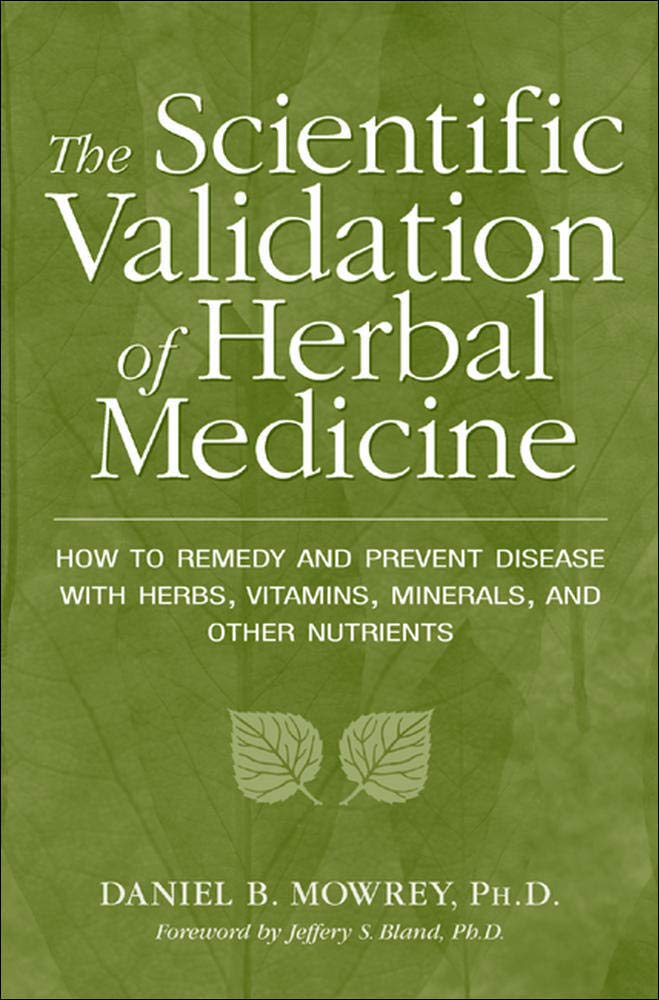 The Scientific
Validation
of Herbal
Medicine
HOW TO REMEDY AND PREVENT DISEASE
WITH HERBS, VITAMINS, MINERALS, AND
OTHER NUTRIENTS
DANIEL B. MOWREY, PH.D.
Foreword by Jeffery S. Bland, Ph.D.